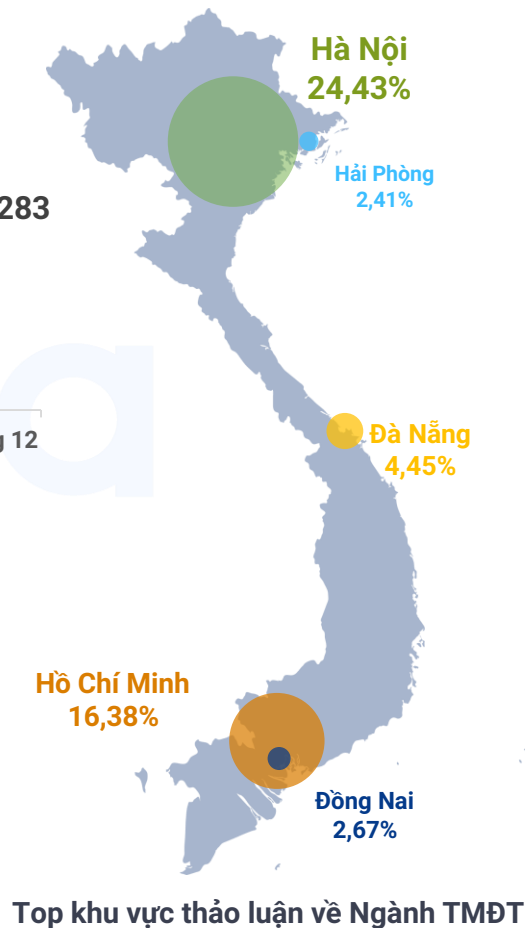 Hà Nội
24,43%
Hải Phòng
2,41%
283
12
Đà Nẵng
4,45%
Hồ Chí Minh
16,38%
Đồng Nai
2,67%
Top khu vực thảo luận về Ngành TMĐT